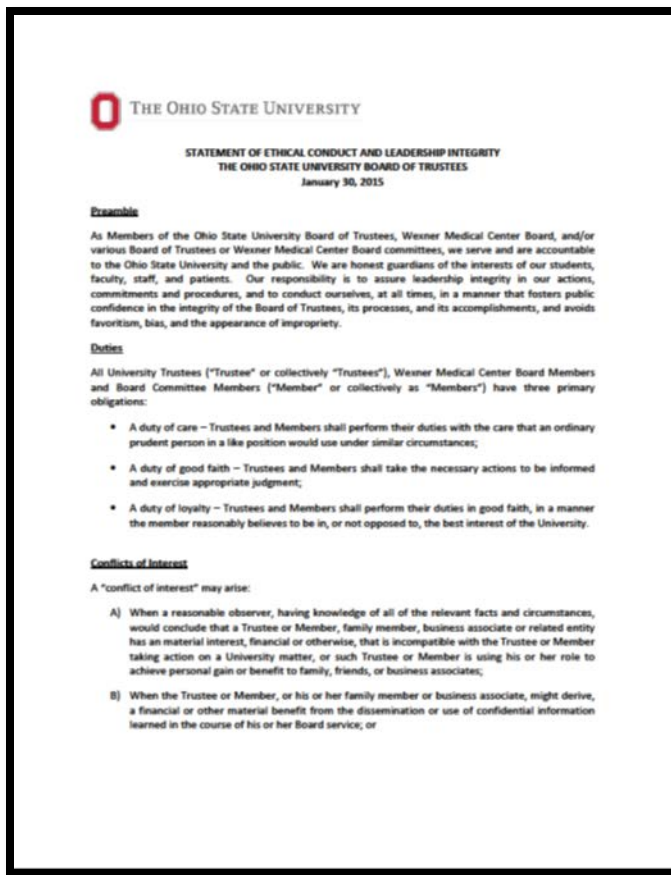 THE OHIO STATE UNIVERSITY
STATEMENT OF ETHICAL CONDUCT AND LEADERSHIP INTEGRITY
THE OHIO STATE UNIVERSITY BOARD OF TRUSTEES
January 30, 2015
Preamble
As Members of the Ohio State University Board of Trustees, Wexner Medical Center Board, and/or
various Board of Trustees or Wexner Medical Center Board committees, we serve and are accountable
to the Ohio State University and the public. We are honest guardians of the interests of our students,
faculty, staff, and patients. Our responsibility is to assure leadership integrity in our actions,
commitments and procedures, and to conduct ourselves, at all times, in a manner that fosters public
confidence in the integrity of the Board of Trustees, its processes, and its accomplishments, and avoids
favoritism, bias, and the appearance of impropriety.
Duties
All University Trustees ("Trustee" or collectively "Trustees"), Wexner Medical Center Board Members
and Board Committee Members ("Member" or collectively as "Members") have three primary
obligations:
• A duty of care – Trustees and Members shall perform their duties with the care that an ordinary
prudent person in a like position would use under similar circumstances;
• A duty of good faith – Trustees and Members shall take the necessary actions to be informed
and exercise appropriate judgment;
• A duty of loyalty – Trustees and Members shall perform their duties in good faith, in a manner
the member reasonably believes to be in, or not opposed to, the best interest of the University.
Conflicts of Interest
A "conflict of interest" may arise:
A) When a reasonable observer, having knowledge of all of the relevant facts and circumstances,
would conclude that a Trustee or Member, family member, business associate or related entity
has an material interest, financial or otherwise, that is incompatible with the Trustee or Member
taking action on a University matter, or such Trustee or Member is using his or her role to
achieve personal gain or benefit to family, friends, or business associates;
B) When the Trustee or Member, or his or her family member or business associate, might derive,
a financial or other material benefit from the dissemination or use of confidential information
learned in the course of his or her Board service; or